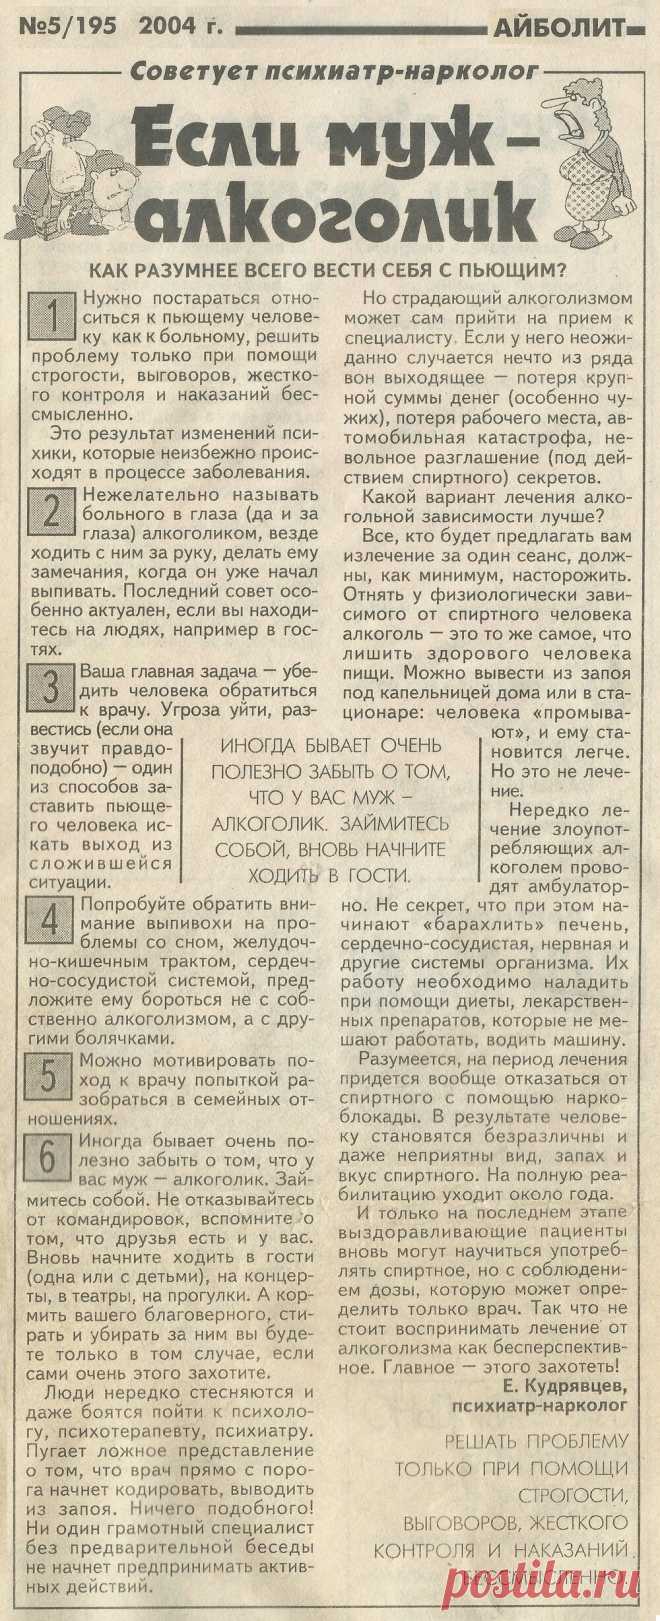 №5/195 2004 г. АЙБОЛИТ
Советует психиатр-нарколог
Если муж –
алкоголик
КАК РАЗУМНЕЕ ВСЕГО ВЕСТИ СЕБЯ С ПЬЮЩИМ?
1 Нужно постараться отно-
ситься к пьющему челове-
ку как к больному, решить
проблему только при помощи
строгости, выговоров, жестко-
го контроля и наказаний бес-
смысленно.
Это результат изменений пси-
хики, которые неизбежно проис-
ходят в процессе заболевания.
2 Нежелательно называть
больного в глаза (да и за
глаза) алкоголиком, везде
ходить с ним за руку, делать ему
замечания, когда он уже начал
выпивать. Последний совет осо-
бенно актуален, если вы находи-
тесь на людях, например в гос-
тях.
3 Ваша главная задача – убе-
дить человека обратиться
к врачу. Угроза уйти, раз-
вестись (если она
звучит правдо-
подобно) – один
из способов за-
ставить пьюще-
го человека ис-
кать выход из
сложившейся
ситуации.
4 Попробуйте обратить вни-
мание выпивохи на про-
блемы со сном, желудоч-
но-кишечным трактом, сердеч-
но-сосудистой системой, пред-
ложите ему бороться не с соб-
ственно алкоголизмом, а с дру-
гими болячками.
5 Можно мотивировать по-
ход к врачу попыткой ра-
зобраться в семейных от-
ношениях.
6 Иногда бывает очень по-
лезно забыть о том, что у
вас муж – алкоголик. Зай-
митесь собой. Не отказывайтесь
от командировок, вспомните о
том, что друзья есть и у вас.
Вновь начните ходить в гости
(одна или с детьми), на концер-
ты, в театры, на прогулки. А кор-
мить вашего благоверного, сти-
рать и убирать за ним вы буде-
те только в том случае, если
сами очень этого захотите.
Люди нередко стесняются и
даже боятся пойти к психоло-
гу, психотерапевту, психиатру.
Пугает ложное представление
о том, что врач прямо с поро-
га начнет кодировать, выводить
из запоя. Ничего подобного!
Ни один грамотный специалист
без предварительной беседы
не начнет предпринимать актив-
ных действий.
ИНОГДА БЫВАЕТ ОЧЕНЬ
ПОЛЕЗНО ЗАБЫТЬ О ТОМ,
ЧТО У ВАС МУЖ –
АЛКОГОЛИК. ЗАЙМИТЕСЬ
СОБОЙ, ВНОВЬ НАЧНИТЕ
ХОДИТЬ В ГОСТИ.
Но страдающий алкоголизмом
может сам прийти на прием к
специалисту. Если у него неожи-
данно случается нечто из ряда
вон выходящее – потеря круп-
ной суммы денег (особенно чу-
жих), потеря рабочего места, ав-
томобильная катастрофа, не-
вольное разглашение (под дей-
ствием спиртного) секретов.
Какой вариант лечения алко-
гольной зависимости лучше?
Все, кто будет предлагать вам
излечение за один сеанс, долж-
ны, как минимум, насторожить.
Отнять у физиологически зави-
симого от спиртного человека
алкоголь – это то же самое, что
лишить здорового человека
пищи. Можно вывести из запоя
под капельницей дома или в ста-
ционаре: человека «промыва-
ют», и ему ста-
новится легче.
Но это не лече-
ние.
Нередко ле-
чение злоупот-
ребляющих ал-
коголем прово-
дят амбулатор-
но. Не секрет, что при этом на-
чинают «барахлить» печень,
сердечно-сосудистая, нервная и
другие системы организма. Их
работу необходимо наладить
при помощи диеты, лекарствен-
ных препаратов, которые не ме-
шают работать, водить машину.
Разумеется, на период лечения
придется вообще отказаться от
спиртного с помощью нарко-
блокады. В результате челове-
ку становятся безразличны и
даже неприятны вид, запах и
вкус спиртного. На полную реа-
билитацию уходит около года.
И только на последнем этапе
выздоравливающие пациенты
вновь могут научиться употреб-
лять спиртное, но с соблюдени-
ем дозы, которую может опре-
делить только врач. Так что не
стоит воспринимать лечение от
алкоголизма как бесперспектив-
ное. Главное – этого захотеть!
Е. Кудрявцев,
психиатр-нарколог
РЕШАТЬ ПРОБЛЕМУ
ТОЛЬКО ПРИ ПОМОЩИ
СТРОГОСТИ,
ВЫГОВОРОВ, ЖЕСТКОГО
КОНТРОЛЯ И НАКАЗАНИЙ
БЕССМЫСЛЕННО.
postila.ru